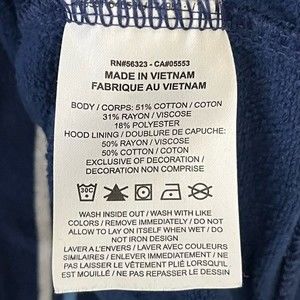 RN#56323 - CA#05553
MADE IN VIETNAM
FABRIQUE AU VIETNAM
BODY / CORPS: 51% COTTON / COTON
31% RAYON / VISCOSE
18% POLYESTER
HOOD LINING / DOUBLURE DE CAPUCHE:
50% RAYON / VISCOSE
50% COTTON / COTON
EXCLUSIVE OF DECORATION /
DECORATION NON COMPRISE
30C
WASH INSIDE OUT / WASH WITH LIKE
COLORS / REMOVE IMMEDIATELY / DO NOT
ALLOW TO LAY ON ITSELF WHEN WET / DO
NOT IRON DESIGN
LAVER A L'ENVERS / LAVER AVEC COULEURS
SIMILAIRES / ENLEVER IMMEDIATEMENT / NE
PAS LAISSER LE VÊTEMENT PLIÉ LORSQU'IL
EST MOUILLÉ / NE PAS REPASSER LE DESSIN